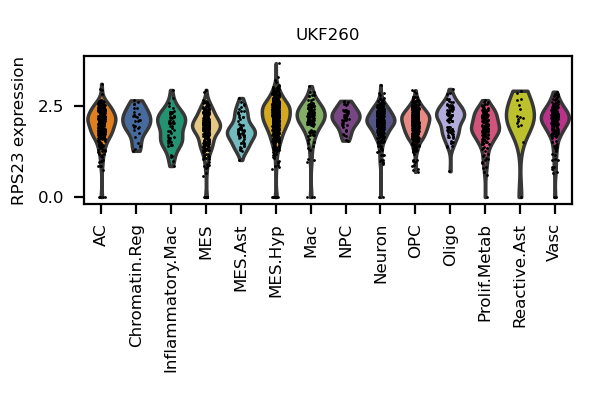 UKF260
RPS23 expression
2.5
0.0
AC
Chromatin.Reg
Inflammatory.Mac
MES
MES.Ast
MES.Hyp
Mac
NPC
Neuron
OPC
Oligo
Prolif.Metab
Reactive.Ast
Vasc